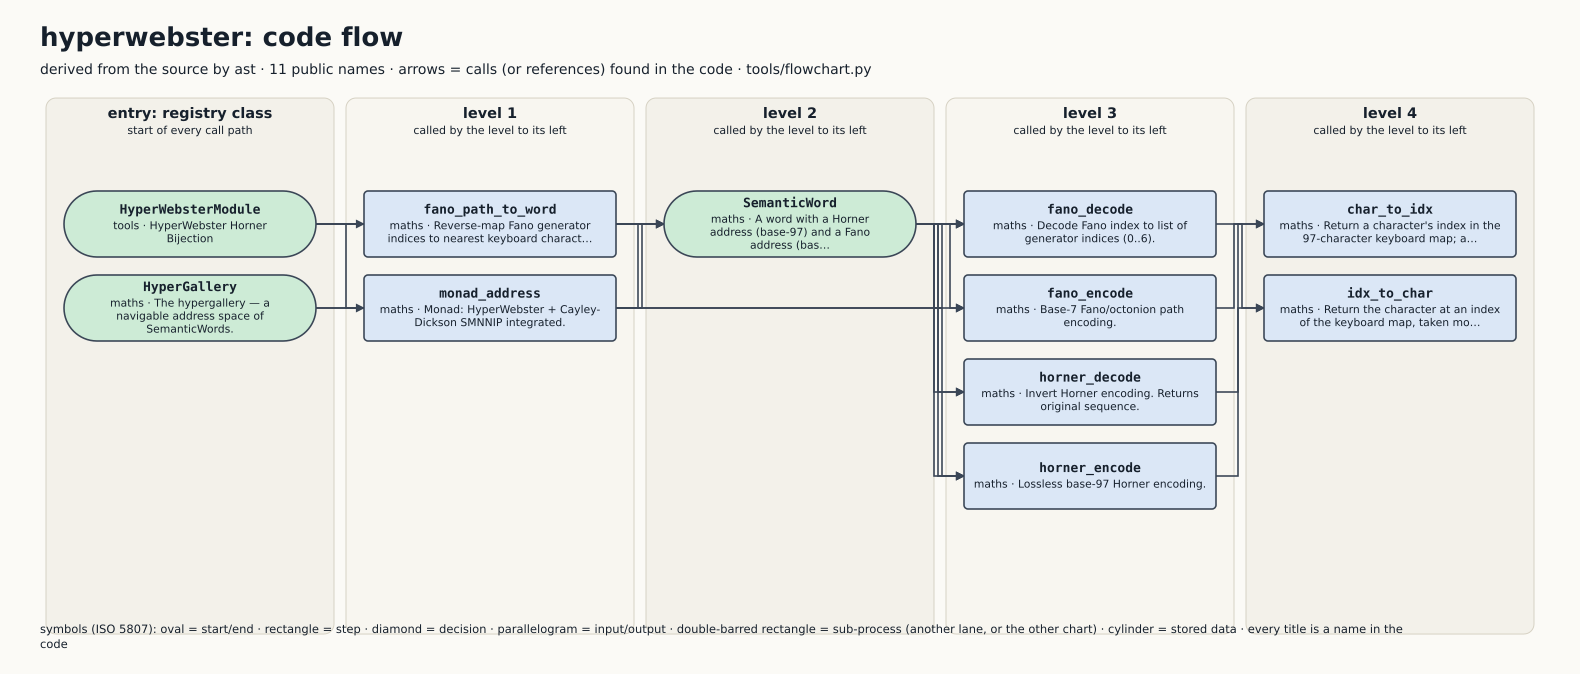 hyperwebster: code flow
derived from the source by ast · 11 public names · arrows = calls (or references) found in the code · tools/flowchart.py
entry: registry class
start of every call path
HyperWebsterModule
tools · HyperWebster Horner
Bijection
HyperGallery
maths · The hypergallery — a
navigable address space of
SemanticWords.
level 1
called by the level to its left
fano_path_to_word
maths · Reverse-map Fano generator
indices to nearest keyboard charact…
monad_address
maths · Monad: HyperWebster + Cayley-
Dickson SMNNIP integrated.
level 2
called by the level to its left
SemanticWord
maths · A word with a Horner
address (base-97) and a Fano
address (bas…
level 3
called by the level to its left
fano_decode
maths · Decode Fano index to list of
generator indices (0..6).
fano_encode
maths · Base-7 Fano/octonion path
encoding.
horner_decode
maths · Invert Horner encoding. Returns
original sequence.
horner_encode
maths · Lossless base-97 Horner encoding.
level 4
called by the level to its left
char_to_idx
maths · Return a character's index in the
97-character keyboard map; a…
idx_to_char
maths · Return the character at an index
of the keyboard map, taken mo…
symbols (ISO 5807): oval = start/end · rectangle = step · diamond = decision · parallelogram = input/output · double-barred rectangle = sub-process (another lane, or the other chart) · cylinder = stored data · every title is a name in the
code